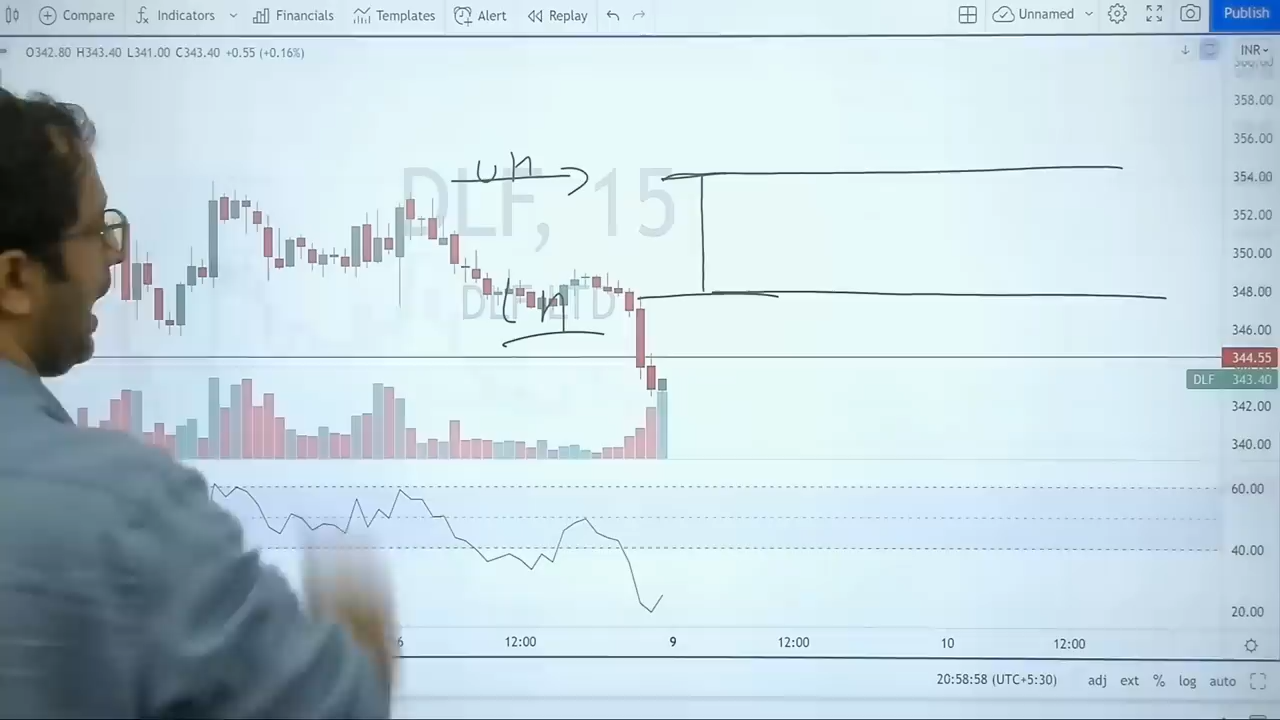 Compare Indicators Financials Templates Alert Replay Unnamed Publish
O342.80 H343.40 L341.00 C343.40 +0.55 (+0.16%)
INR
358.00
356.00
354.00
352.00
350.00
348.00
346.00
344.55
DLF 343.40
342.00
340.00
60.00
40.00
20.00
DLF, 15
DLF LTD
un
12:00 9 12:00 10 12:00
20:58:58 (UTC+5:30) adj ext % log auto